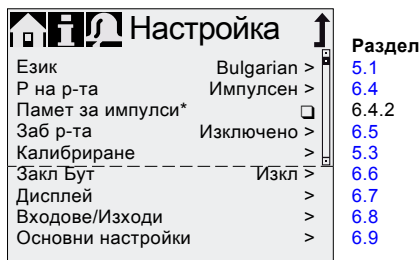 Настройка
Раздел
Език Bulgarian > 5.1
Р на р-та Импулсен > 6.4
Памет за импулси* ❑ 6.4.2
Заб р-та Изключено > 6.5
Калибриране > 5.3
Закл Бут Изкл > 6.6
Дисплей > 6.7
Входове/Изходи > 6.8
Основни настройки > 6.9